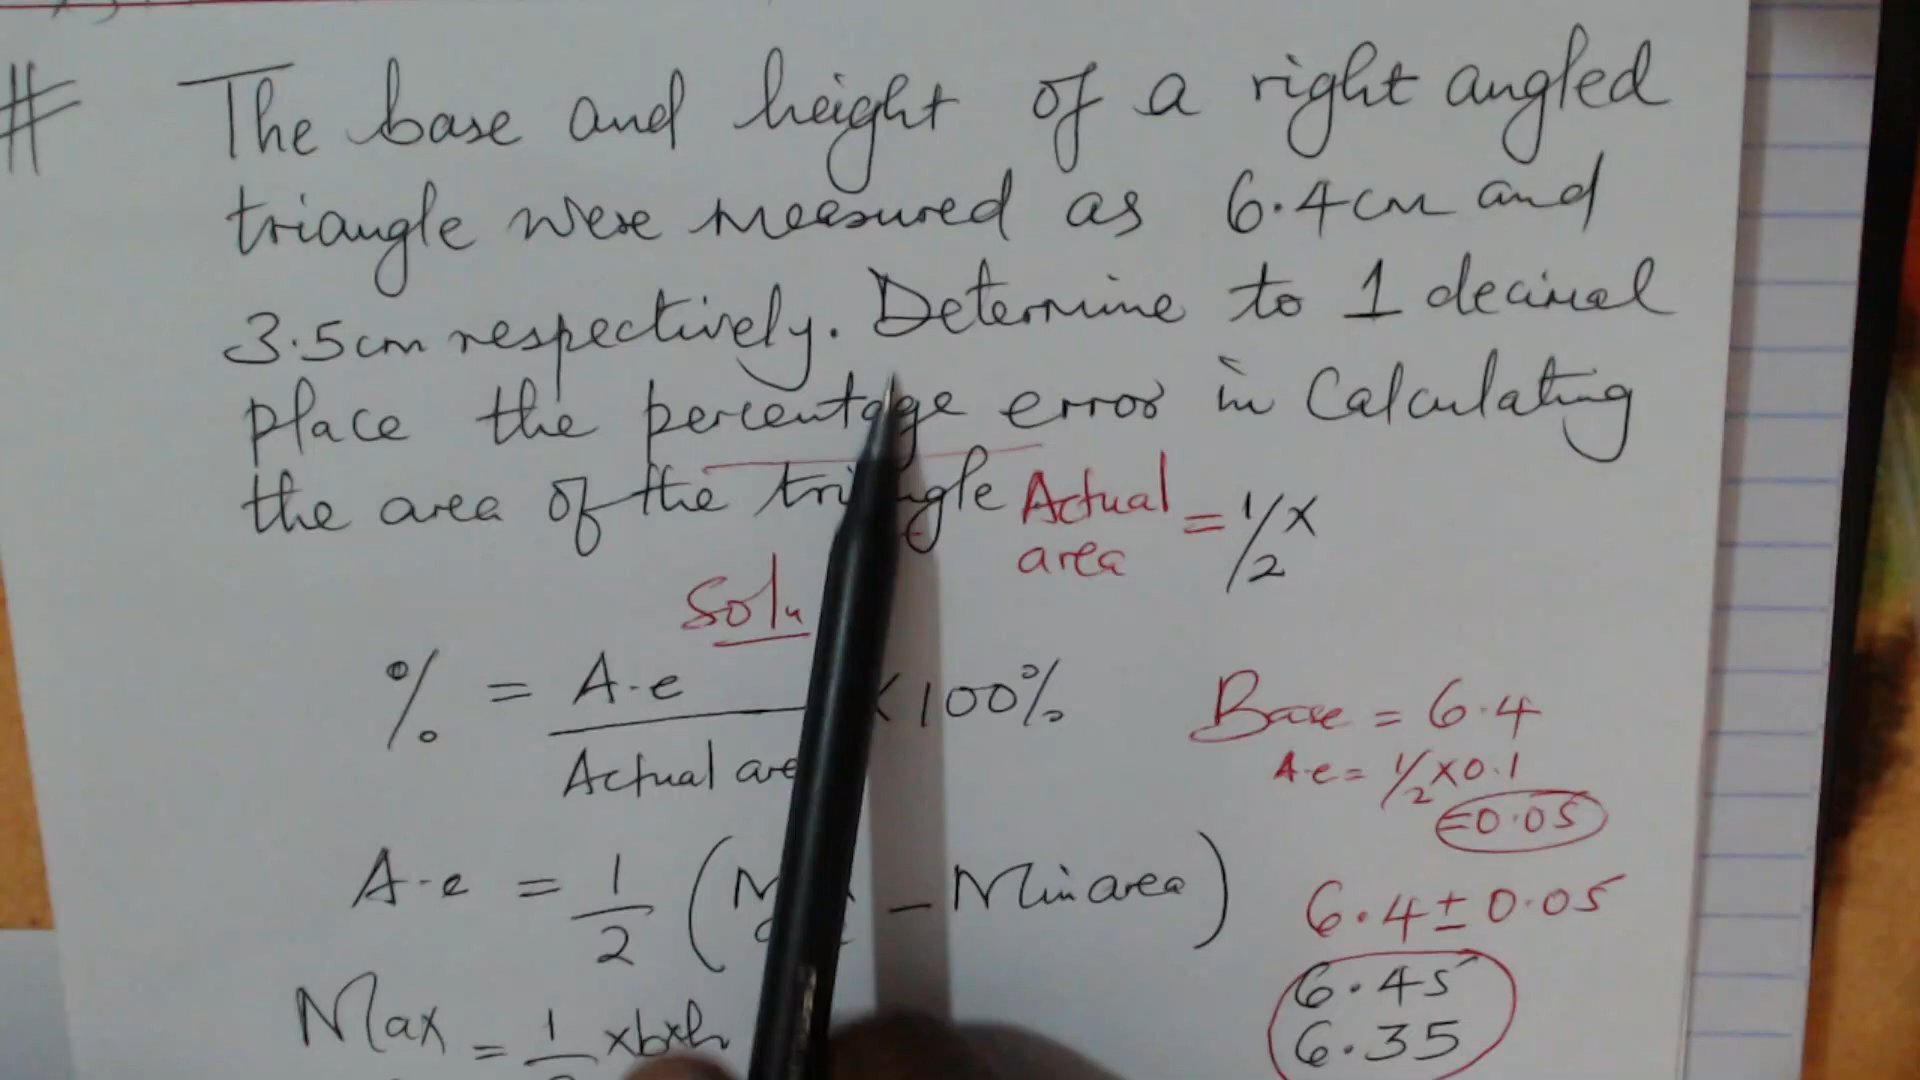 # The base and height of a right angled
triangle were measured as 6.4cm and
3.5cm respectively. Determine to 1 decimal
place the percentage error in Calculating
the area of the triangle
Actual area = 1/2 ×
Soln
% = A.e / Actual are × 100%
Base = 6.4
A.e = 1/2 × 0.1
= 0.05
A.e = 1/2 ( – Min area)
6.4 ± 0.05
6.45
6.35
Max = 1 × b × h